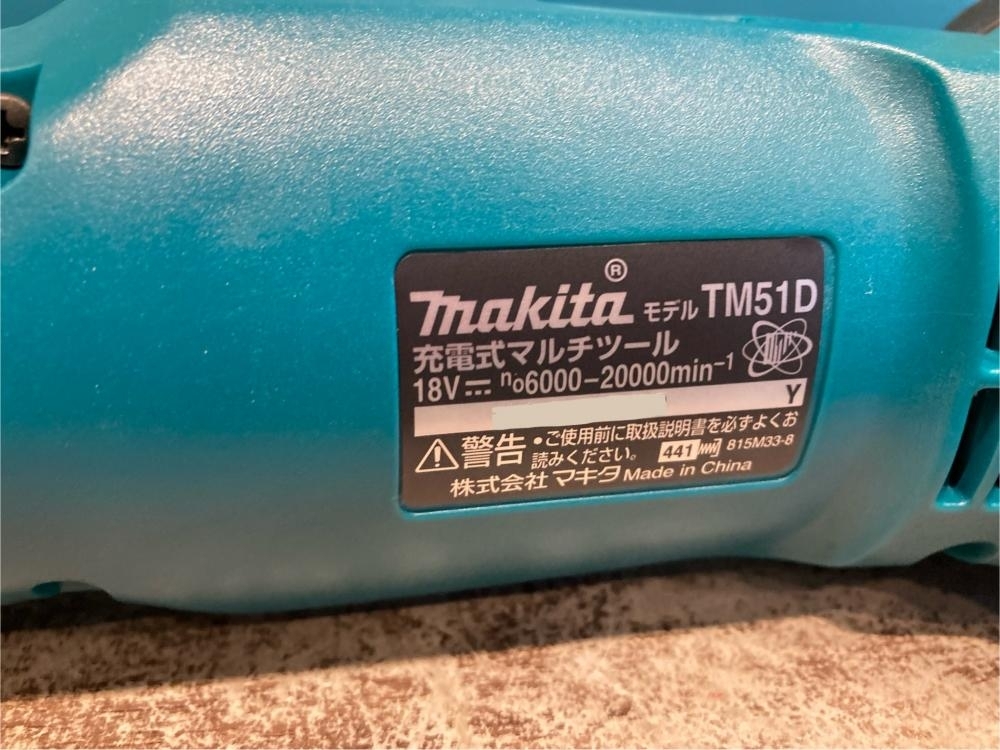 makita® モデル TM51D
充電式マルチツール
18V⎓ n₀6000-20000min⁻¹
Y
⚠警告 •ご使用前に取扱説明書を必ずよくお
読みください。 441 815M33-8
株式会社マキタ Made in China